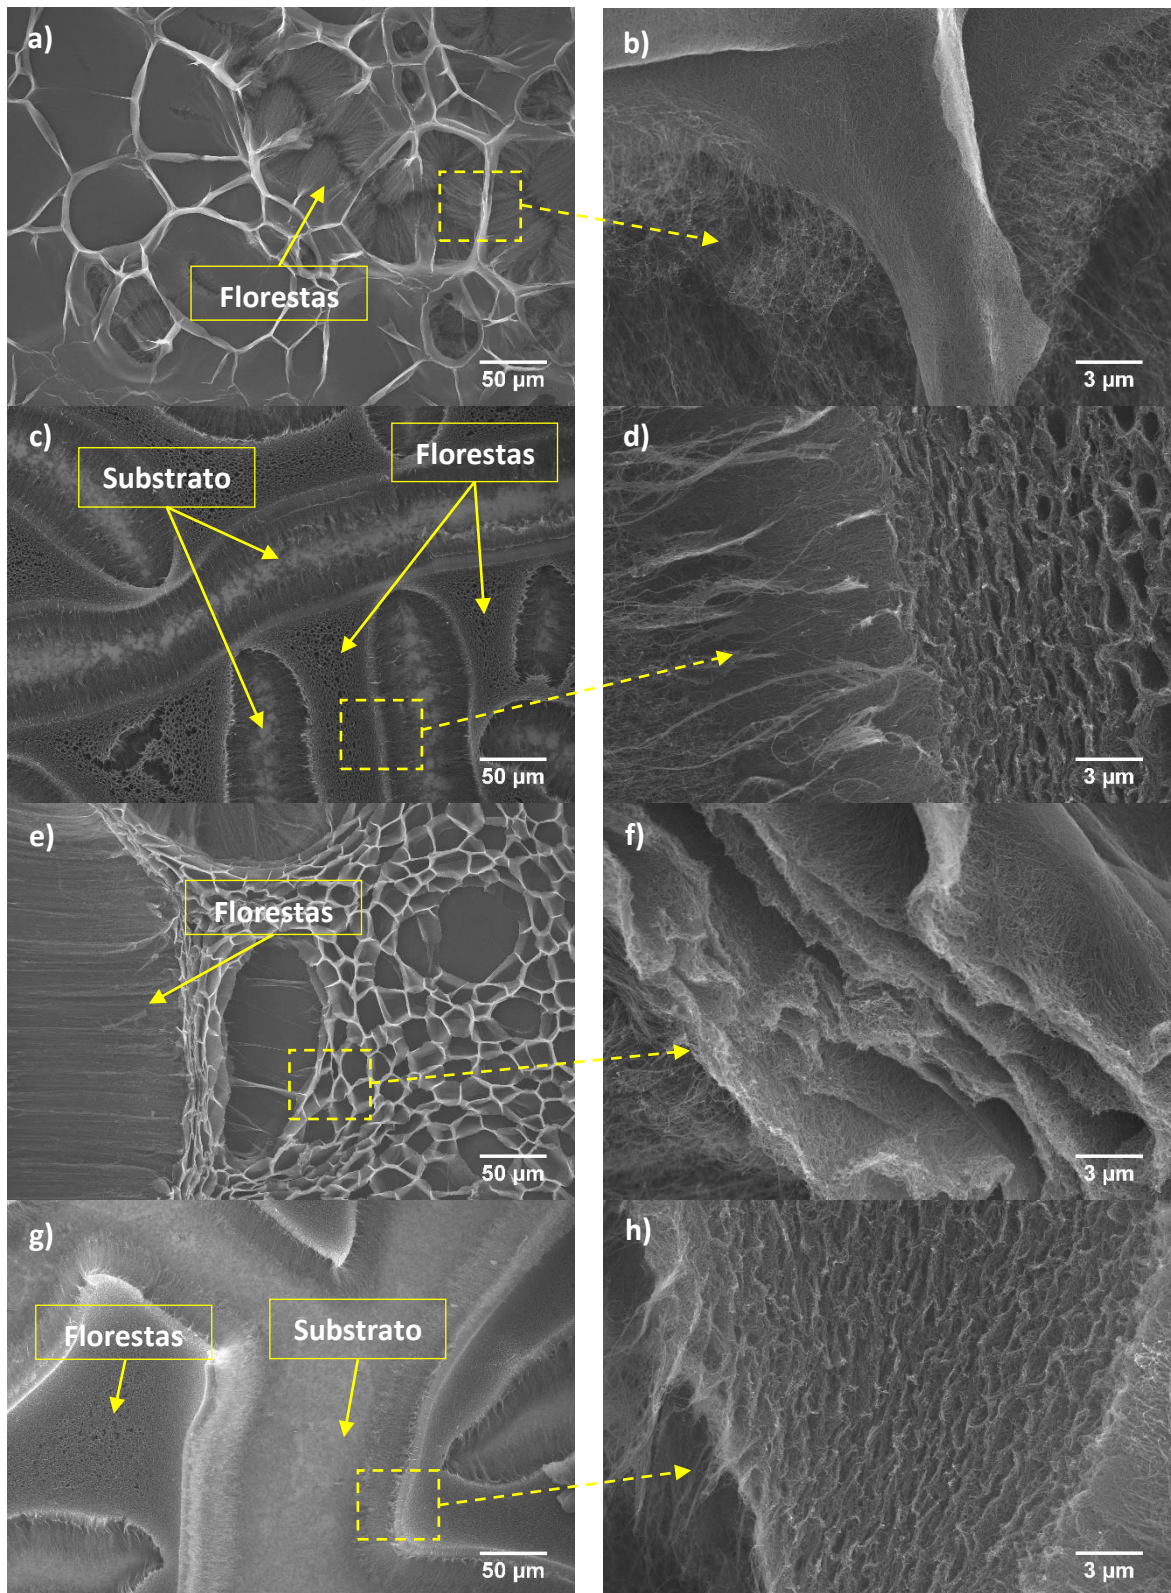 a)
Florestas
50 µm
b)
3 µm
c)
Substrato
Florestas
50 µm
d)
3 µm
e)
Florestas
50 µm
f)
3 µm
g)
Florestas
Substrato
50 µm
h)
3 µm